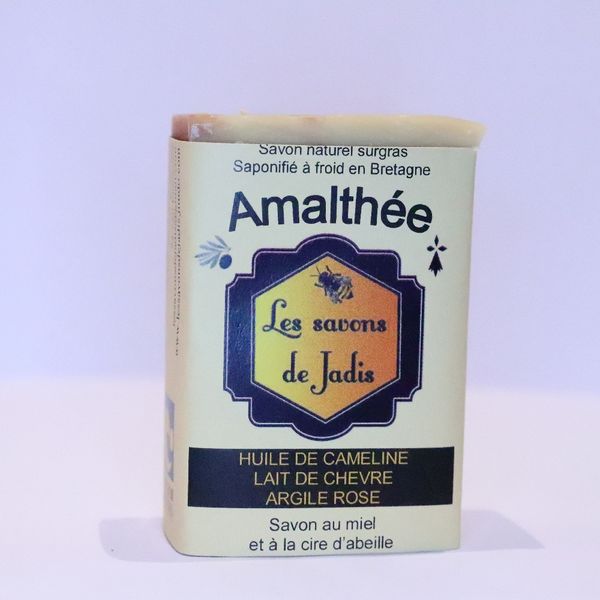 Savon naturel surgras
Saponifié à froid en Bretagne
Amalthée
Les savons
de Jadis
HUILE DE CAMELINE
LAIT DE CHEVRE
ARGILE ROSE
Savon au miel
et à la cire d'abeille